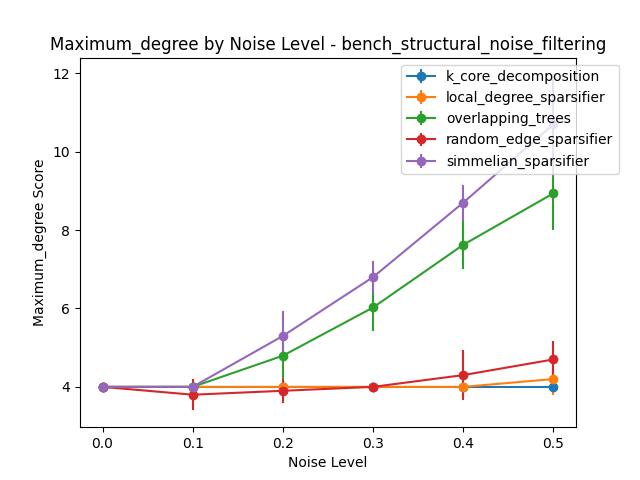 Maximum_degree by Noise Level - bench_structural_noise_filtering
k_core_decomposition
local_degree_sparsifier
overlapping_trees
random_edge_sparsifier
simmelian_sparsifier
Maximum_degree Score
12
10
8
6
4
0.0 0.1 0.2 0.3 0.4 0.5
Noise Level